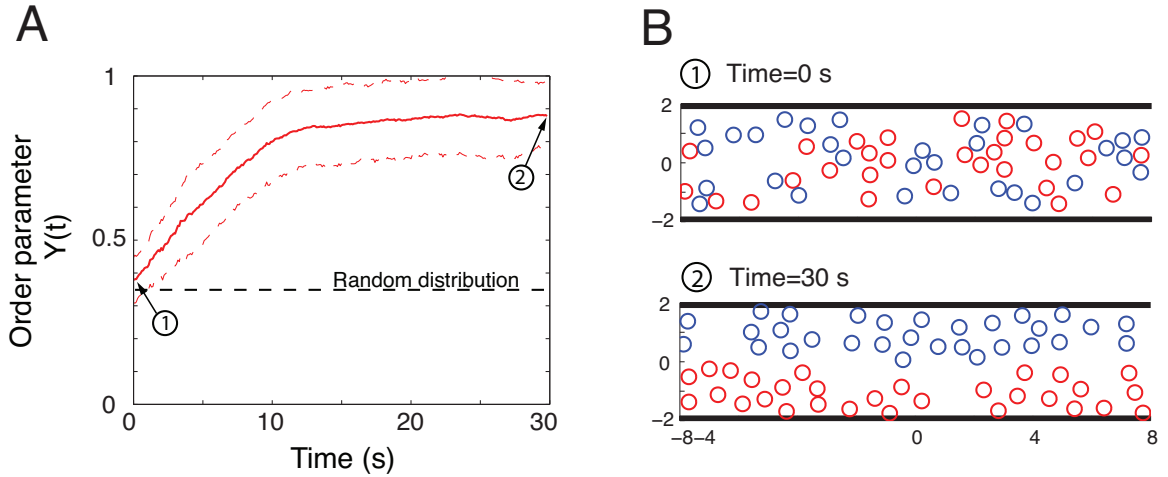 A
Order parameter
Y(t)
1
0.5
0
Random distribution
1
2
0
10
20
30
Time (s)
B
1 Time=0 s
2
0
−2
2 Time=30 s
2
0
−2
−8−4
0
4
8